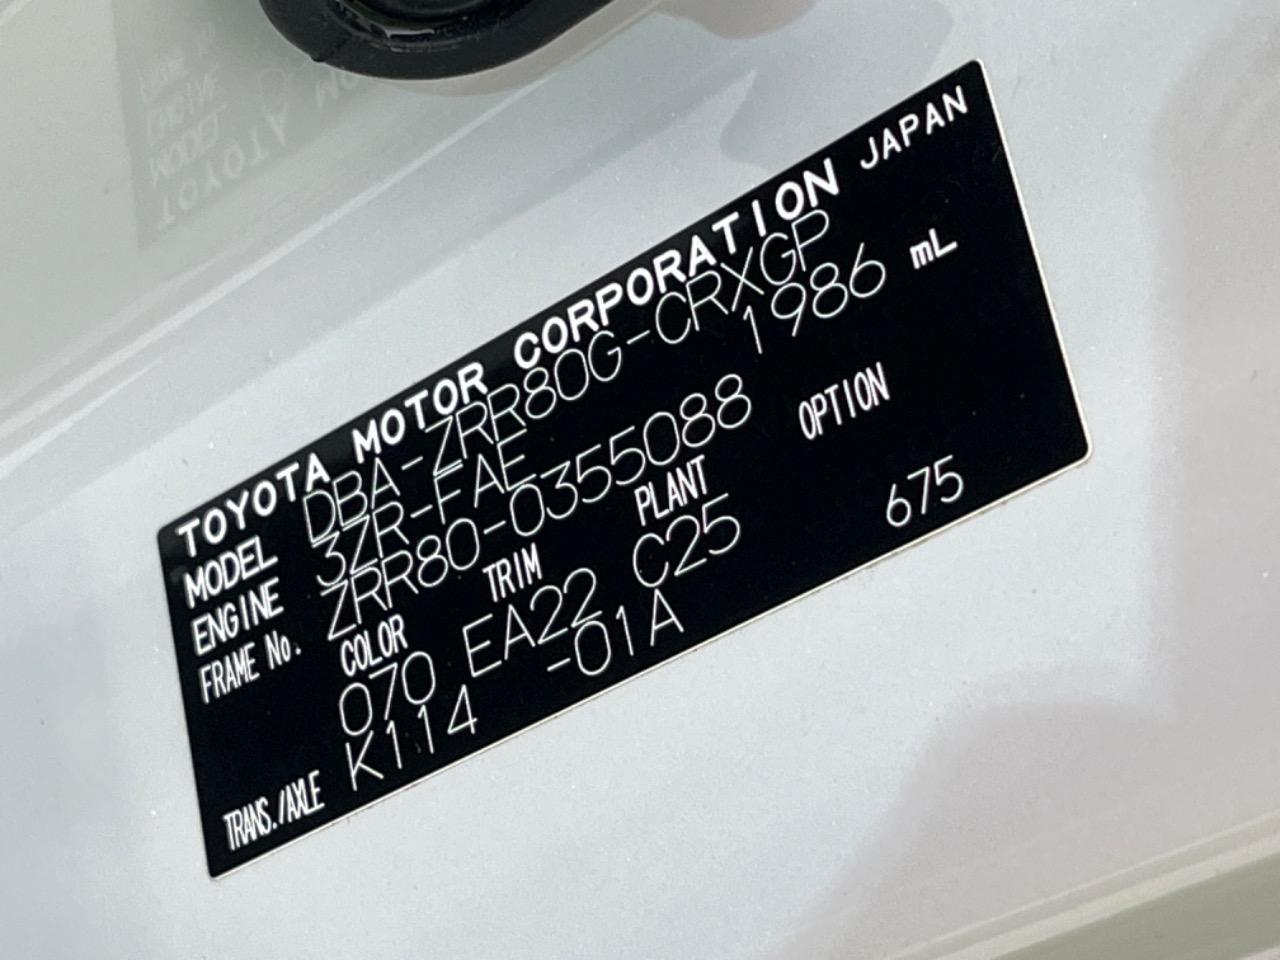 TOYOTA MOTOR CORPORATION JAPAN
MODEL DBA-ZRR80G-CRXGP
ENGINE 3ZR-FAE 1986 mL
FRAME No. ZRR80-0355088
COLOR TRIM PLANT OPTION
070 EA22 C25 675
TRANS./AXLE K114 -01A